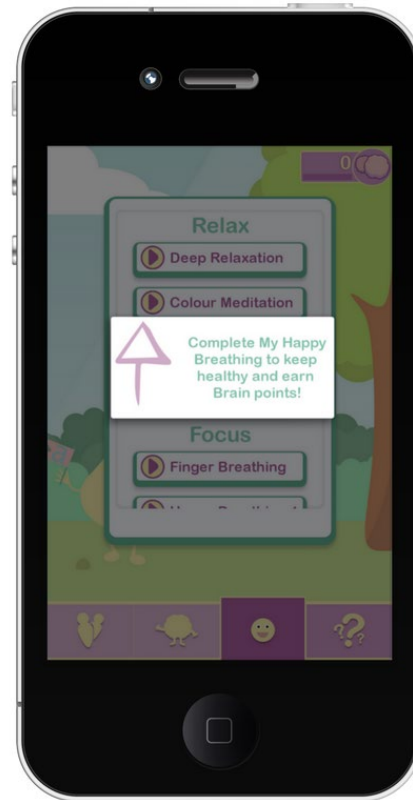 0
Relax
Deep Relaxation
Colour Meditation
Complete My Happy
Breathing to keep
healthy and earn
Brain points!
Focus
Finger Breathing
???